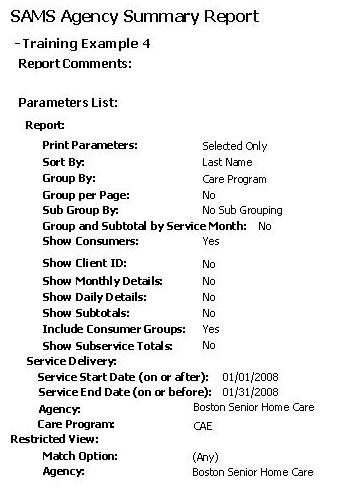 SAMS Agency Summary Report
- Training Example 4
Report Comments:
Parameters List:
Report:
Print Parameters: Selected Only
Sort By: Last Name
Group By: Care Program
Group per Page: No
Sub Group By: No Sub Grouping
Group and Subtotal by Service Month: No
Show Consumers: Yes
Show Client ID: No
Show Monthly Details: No
Show Daily Details: No
Show Subtotals: No
Include Consumer Groups: Yes
Show Subservice Totals: No
Service Delivery:
Service Start Date (on or after): 01/01/2008
Service End Date (on or before): 01/31/2008
Agency: Boston Senior Home Care
Care Program: CAE
Restricted View:
Match Option: (Any)
Agency: Boston Senior Home Care